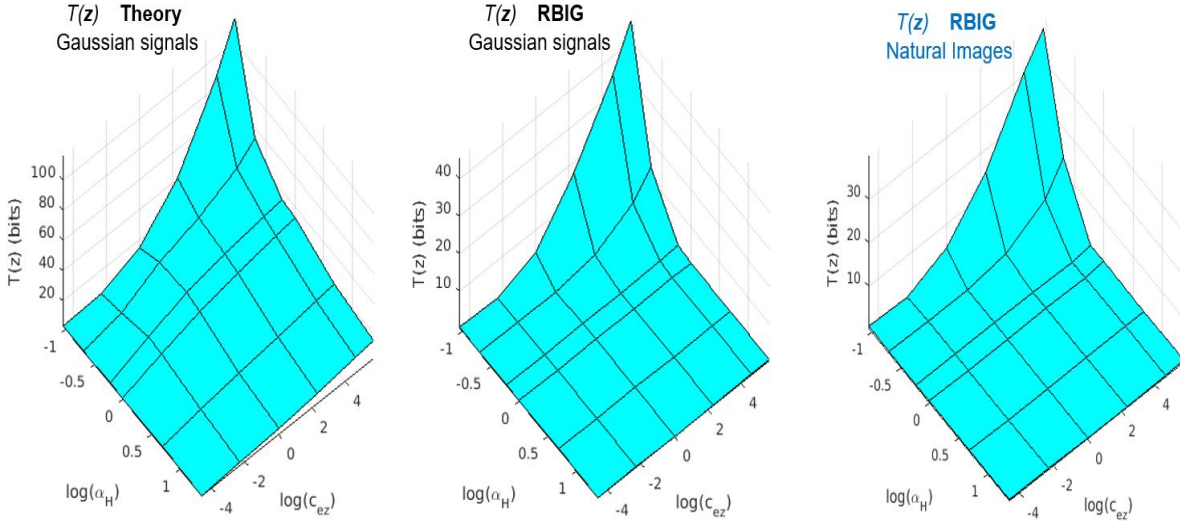 T(z) Theory
Gaussian signals
T(z) (bits)
100
80
60
40
20
-1
-0.5
0
0.5
1
log(α_H)
-4
-2
0
2
4
log(c_ez)
T(z) RBIG
Gaussian signals
T(z) (bits)
40
30
20
10
-1
-0.5
0
0.5
1
log(α_H)
-4
-2
0
2
4
log(c_ez)
T(z) RBIG
Natural Images
T(z) (bits)
30
20
10
-1
-0.5
0
0.5
1
log(α_H)
-4
-2
0
2
4
log(c_ez)